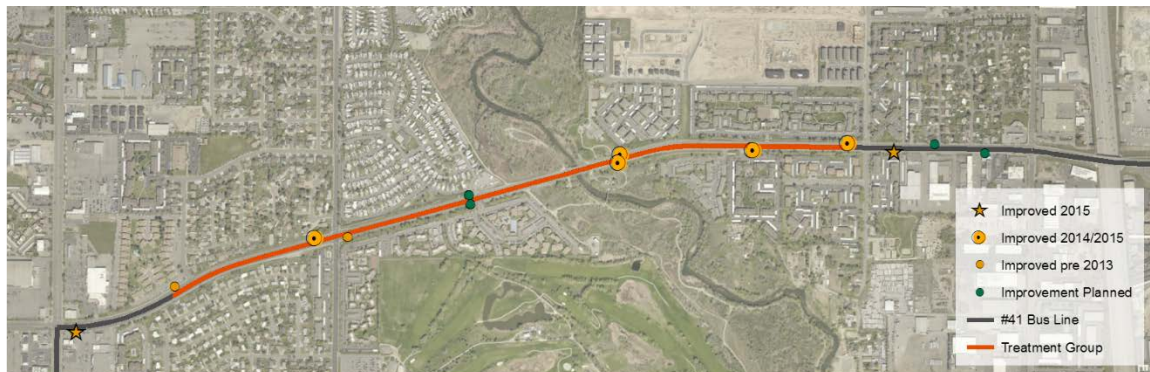 Improved 2015
Improved 2014/2015
Improved pre 2013
Improvement Planned
#41 Bus Line
Treatment Group